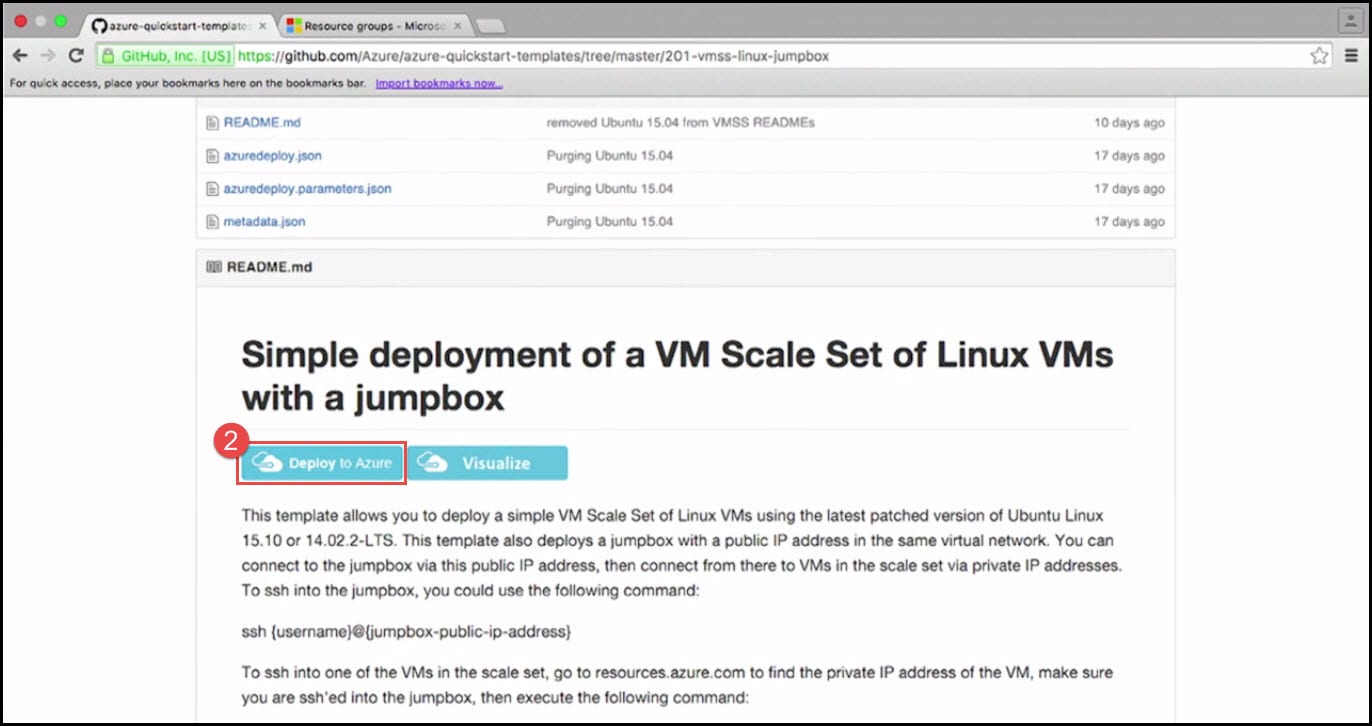 azure-quickstart-templates
Resource groups - Microso
GitHub, Inc. [US] https://github.com/Azure/azure-quickstart-templates/tree/master/201-vmss-linux-jumpbox
For quick access, place your bookmarks here on the bookmarks bar. Import bookmarks now...
README.md removed Ubuntu 15.04 from VMSS READMEs 10 days ago
azuredeploy.json Purging Ubuntu 15.04 17 days ago
azuredeploy.parameters.json Purging Ubuntu 15.04 17 days ago
metadata.json Purging Ubuntu 15.04 17 days ago
README.md
Simple deployment of a VM Scale Set of Linux VMs
with a jumpbox
2
Deploy to Azure Visualize
This template allows you to deploy a simple VM Scale Set of Linux VMs using the latest patched version of Ubuntu Linux
15.10 or 14.02.2-LTS. This template also deploys a jumpbox with a public IP address in the same virtual network. You can
connect to the jumpbox via this public IP address, then connect from there to VMs in the scale set via private IP addresses.
To ssh into the jumpbox, you could use the following command:
ssh {username}@{jumpbox-public-ip-address}
To ssh into one of the VMs in the scale set, go to resources.azure.com to find the private IP address of the VM, make sure
you are ssh'ed into the jumpbox, then execute the following command: